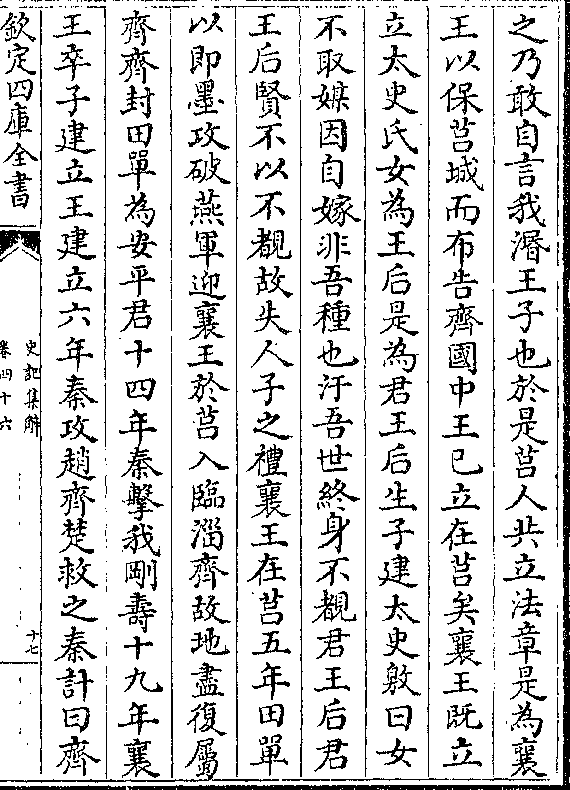 之乃敢自言我湣王子也於是莒人共立法章是為襄
王以保莒城而布告齊國中王已立在莒矣襄王既立
立太史氏女為王后是為君王后生子建太史敫曰女
不取媒因自嫁非吾種也汙吾世終身不覩君王后君
王后賢不以不覩故失人子之禮襄王在莒五年田單
以即墨攻破燕軍迎襄王於莒入臨淄齊故地盡復屬
齊齊封田單為安平君十四年秦擊我剛壽十九年襄
王卒子建立王建立六年秦攻趙齊楚救之秦計曰齊
欽定四庫全書
史記集解
卷四十六
十七